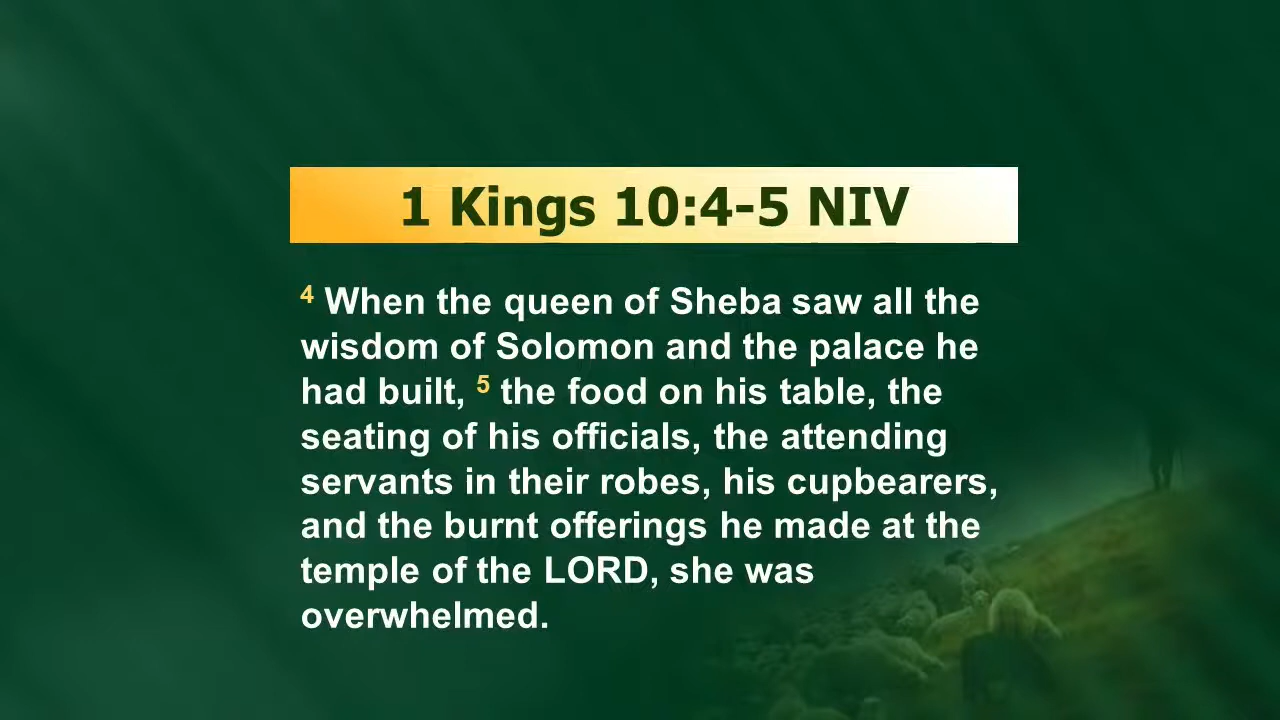 1 Kings 10:4-5 NIV
4 When the queen of Sheba saw all the
wisdom of Solomon and the palace he
had built, 5 the food on his table, the
seating of his officials, the attending
servants in their robes, his cupbearers,
and the burnt offerings he made at the
temple of the LORD, she was
overwhelmed.